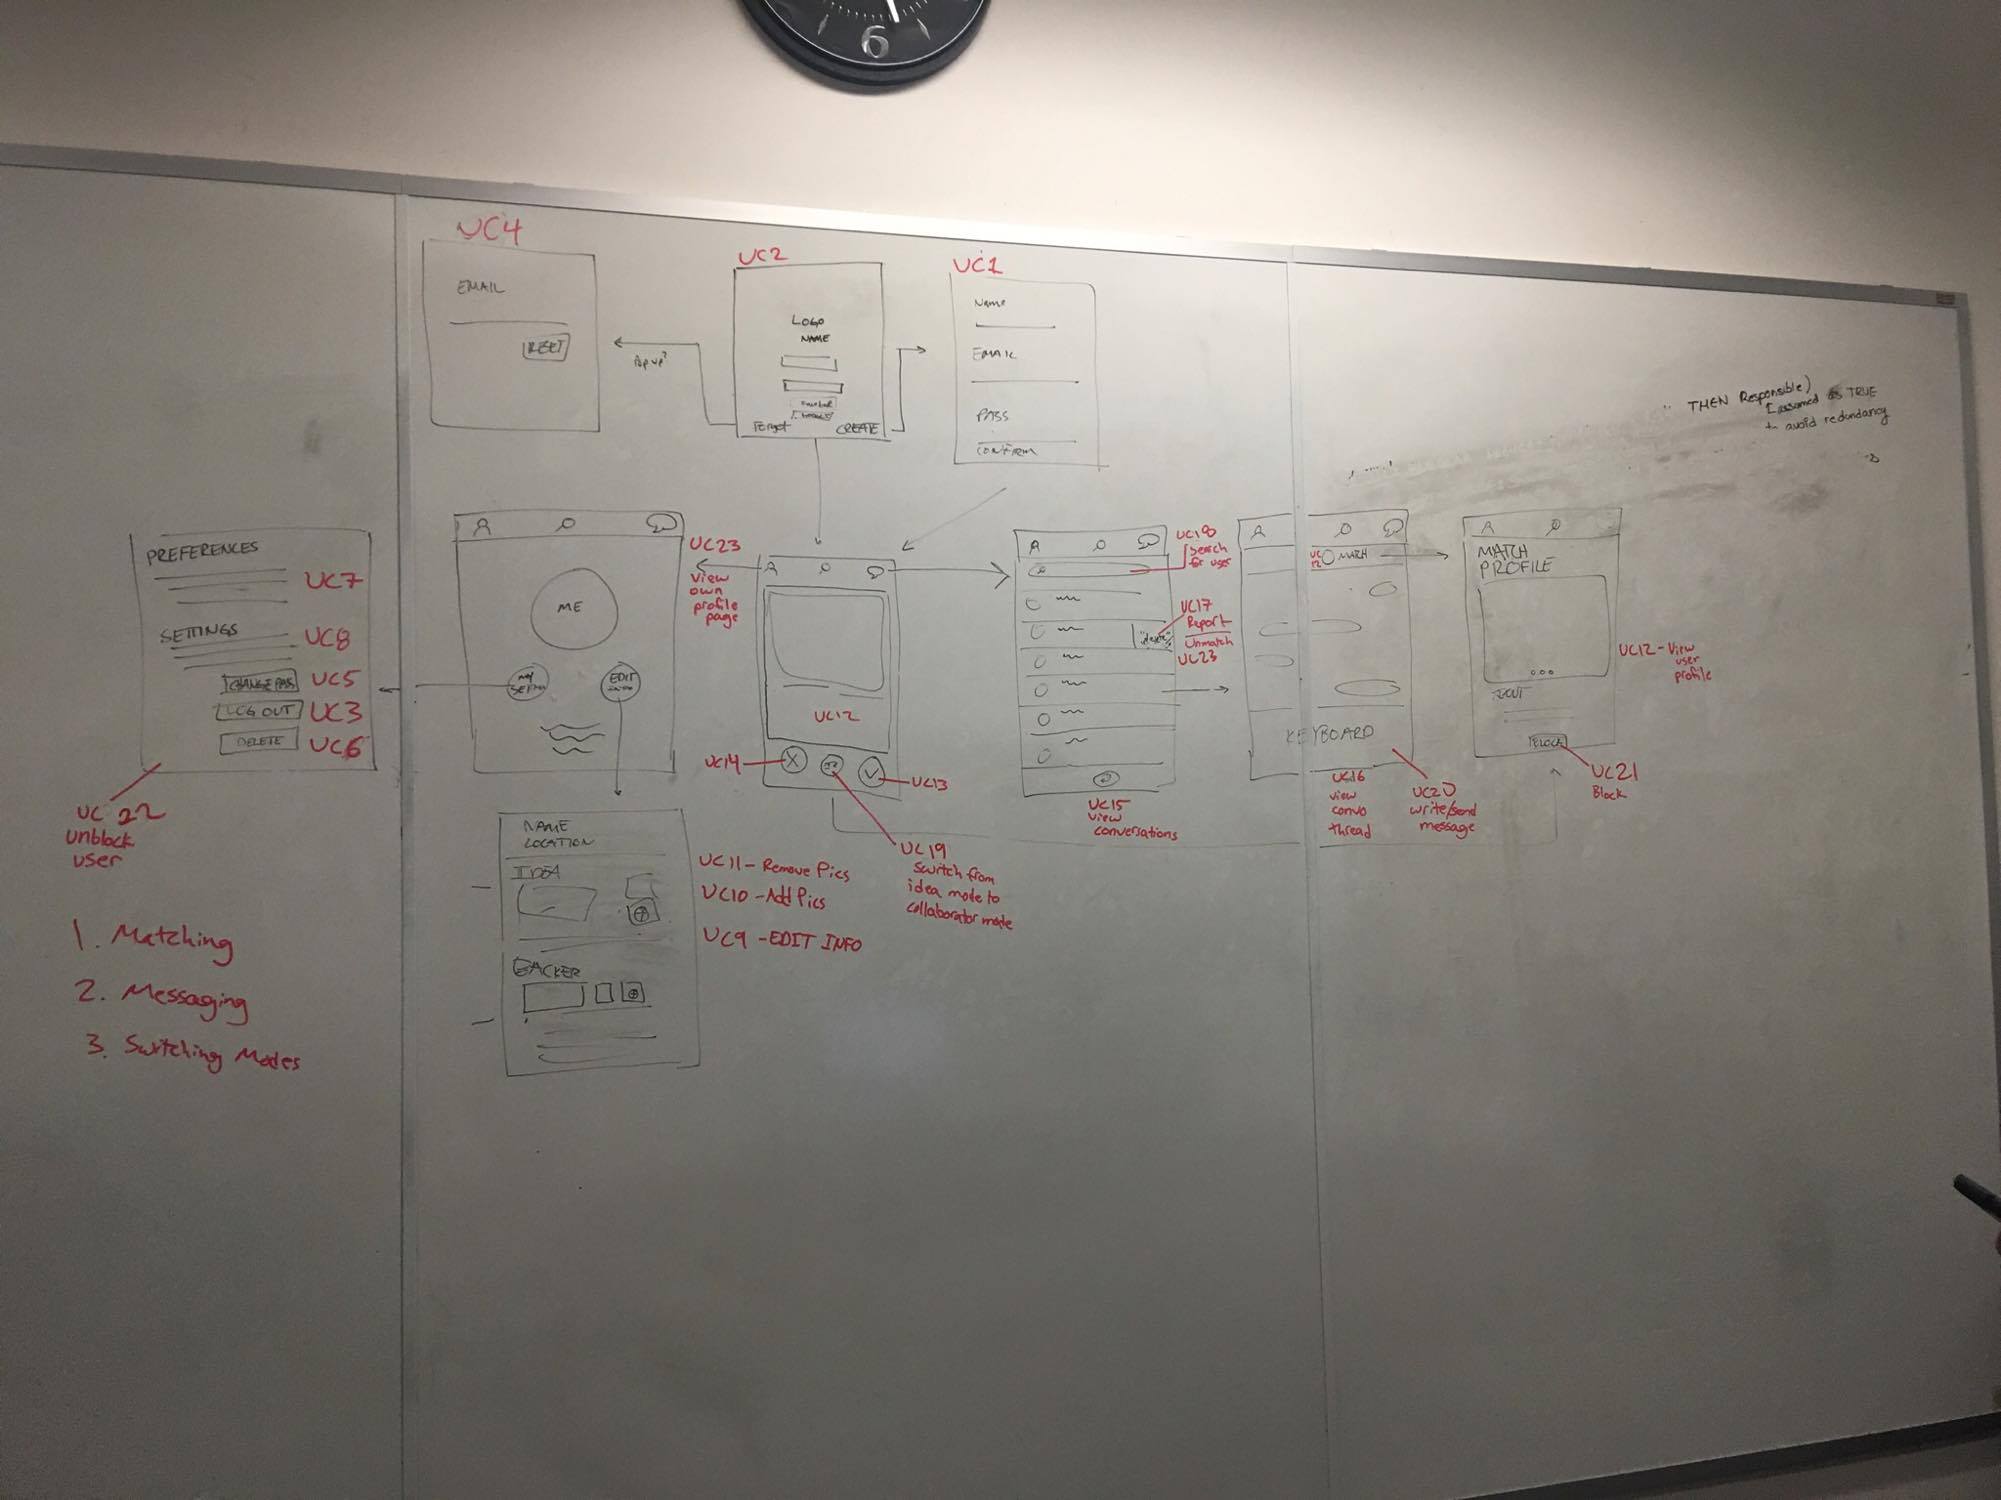 6
UC4
EMAIL
RESET
POP UP?
UC2
LOGO
NAME
Forgot
CREATE
UC1
Name
EMAIL
PASS
CONFIRM
THEN Responsible)
assumed as TRUE
to avoid redundancy
PREFERENCES
UC7
SETTINGS
UC8
CHANGE PASS
UC5
LOG OUT
UC3
DELETE
UC6
UC 22
unblock
user
ME
MY
EDIT
INFO
UC23
View
own
profile
page
UC12
UC14
UC13
UC19
Switch from
idea mode to
collaborator mode
UC18
Search
for user
UC17
Report
Unmatch
UC23
UC15
view
conversations
UC
12
MATCH
KEYBOARD
UC16
view
convo
thread
UC20
write/send
message
MATCH
PROFILE
UC12 - View
user
profile
BLOCK
UC21
Block
NAME
LOCATION
IDEA
BACKER
UC11 - Remove Pics
UC10 - Add Pics
UC9 - EDIT INFO
1. Matching
2. Messaging
3. Switching Modes